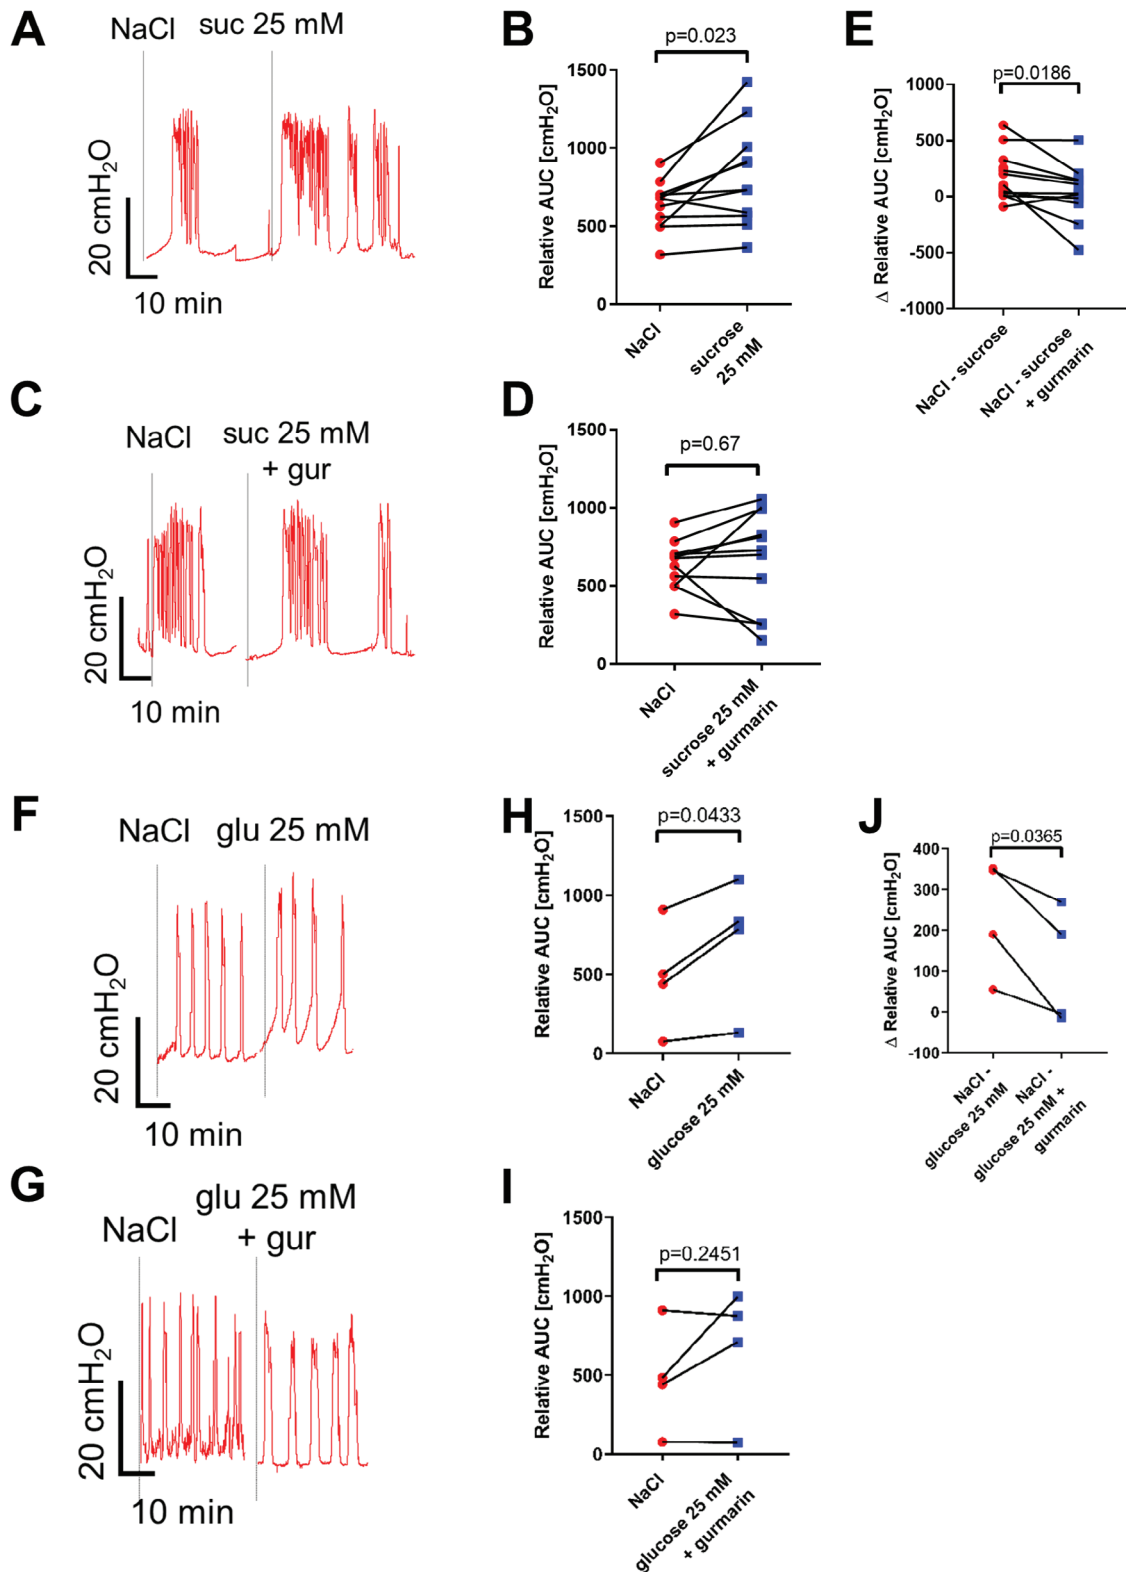 A
NaCl
suc 25 mM
20 cmH₂O
10 min
B
p=0.023
Relative AUC [cmH₂O]
1500
1000
500
0
NaCl
sucrose
25 mM
E
p=0.0186
Δ Relative AUC [cmH₂O]
1000
500
0
-500
-1000
NaCl - sucrose
NaCl - sucrose
+ gurmarin
C
NaCl
suc 25 mM
+ gur
20 cmH₂O
10 min
D
p=0.67
Relative AUC [cmH₂O]
1500
1000
500
0
NaCl
sucrose 25 mM
+ gurmarin
F
NaCl
glu 25 mM
20 cmH₂O
10 min
H
p=0.0433
Relative AUC [cmH₂O]
1500
1000
500
0
NaCl
glucose 25 mM
J
p=0.0365
Δ Relative AUC [cmH₂O]
400
300
200
100
0
-100
NaCl -
glucose 25 mM
NaCl -
glucose 25 mM +
gurmarin
G
NaCl
glu 25 mM
+ gur
20 cmH₂O
10 min
I
p=0.2451
Relative AUC [cmH₂O]
1500
1000
500
0
NaCl
glucose 25 mM
+ gurmarin